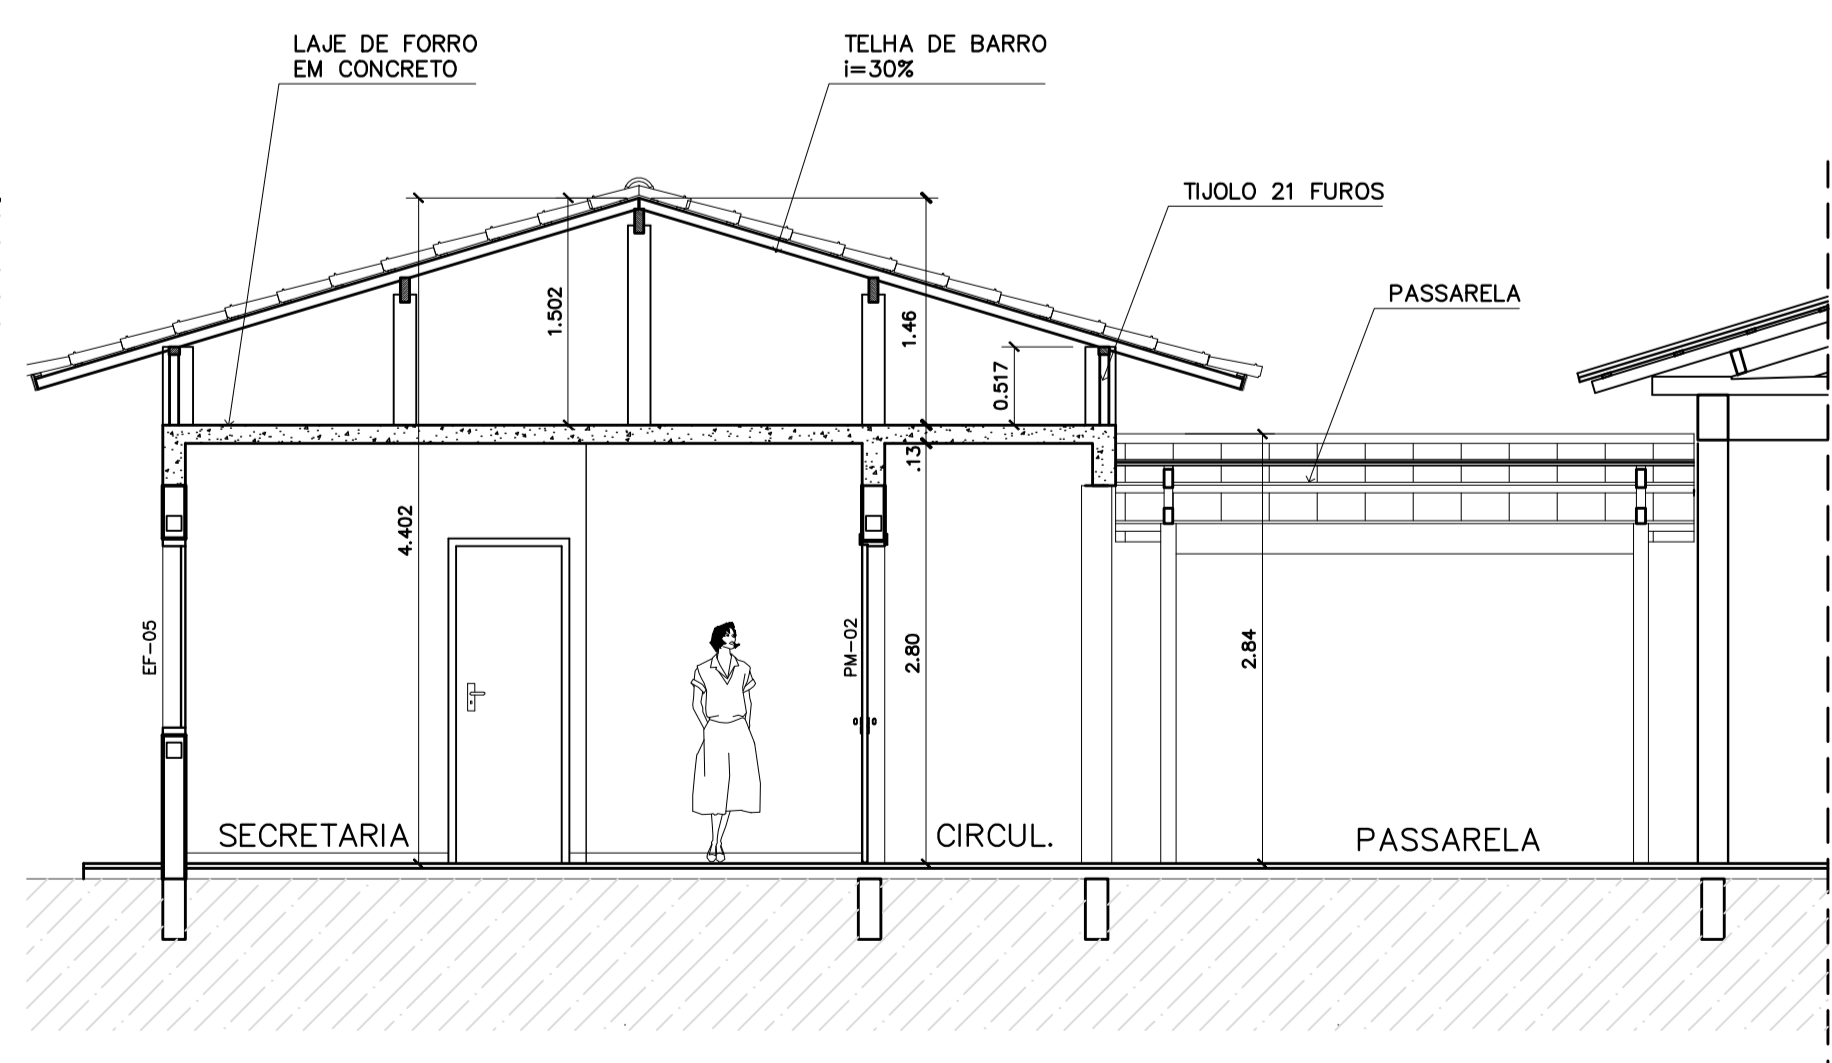 LAJE DE FORRO
EM CONCRETO
TELHA DE BARRO
i=30%
TIJOLO 21 FUROS
PASSARELA
1.502
1.46
0.517
.13
4.402
EF-05
PM-02
2.80
2.84
SECRETARIA
CIRCUL.
PASSARELA